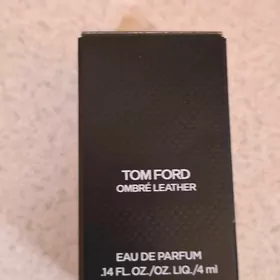 TOM FORD
OMBRÉ LEATHER
EAU DE PARFUM
.14 FL. OZ./OZ. LIQ./4 ml